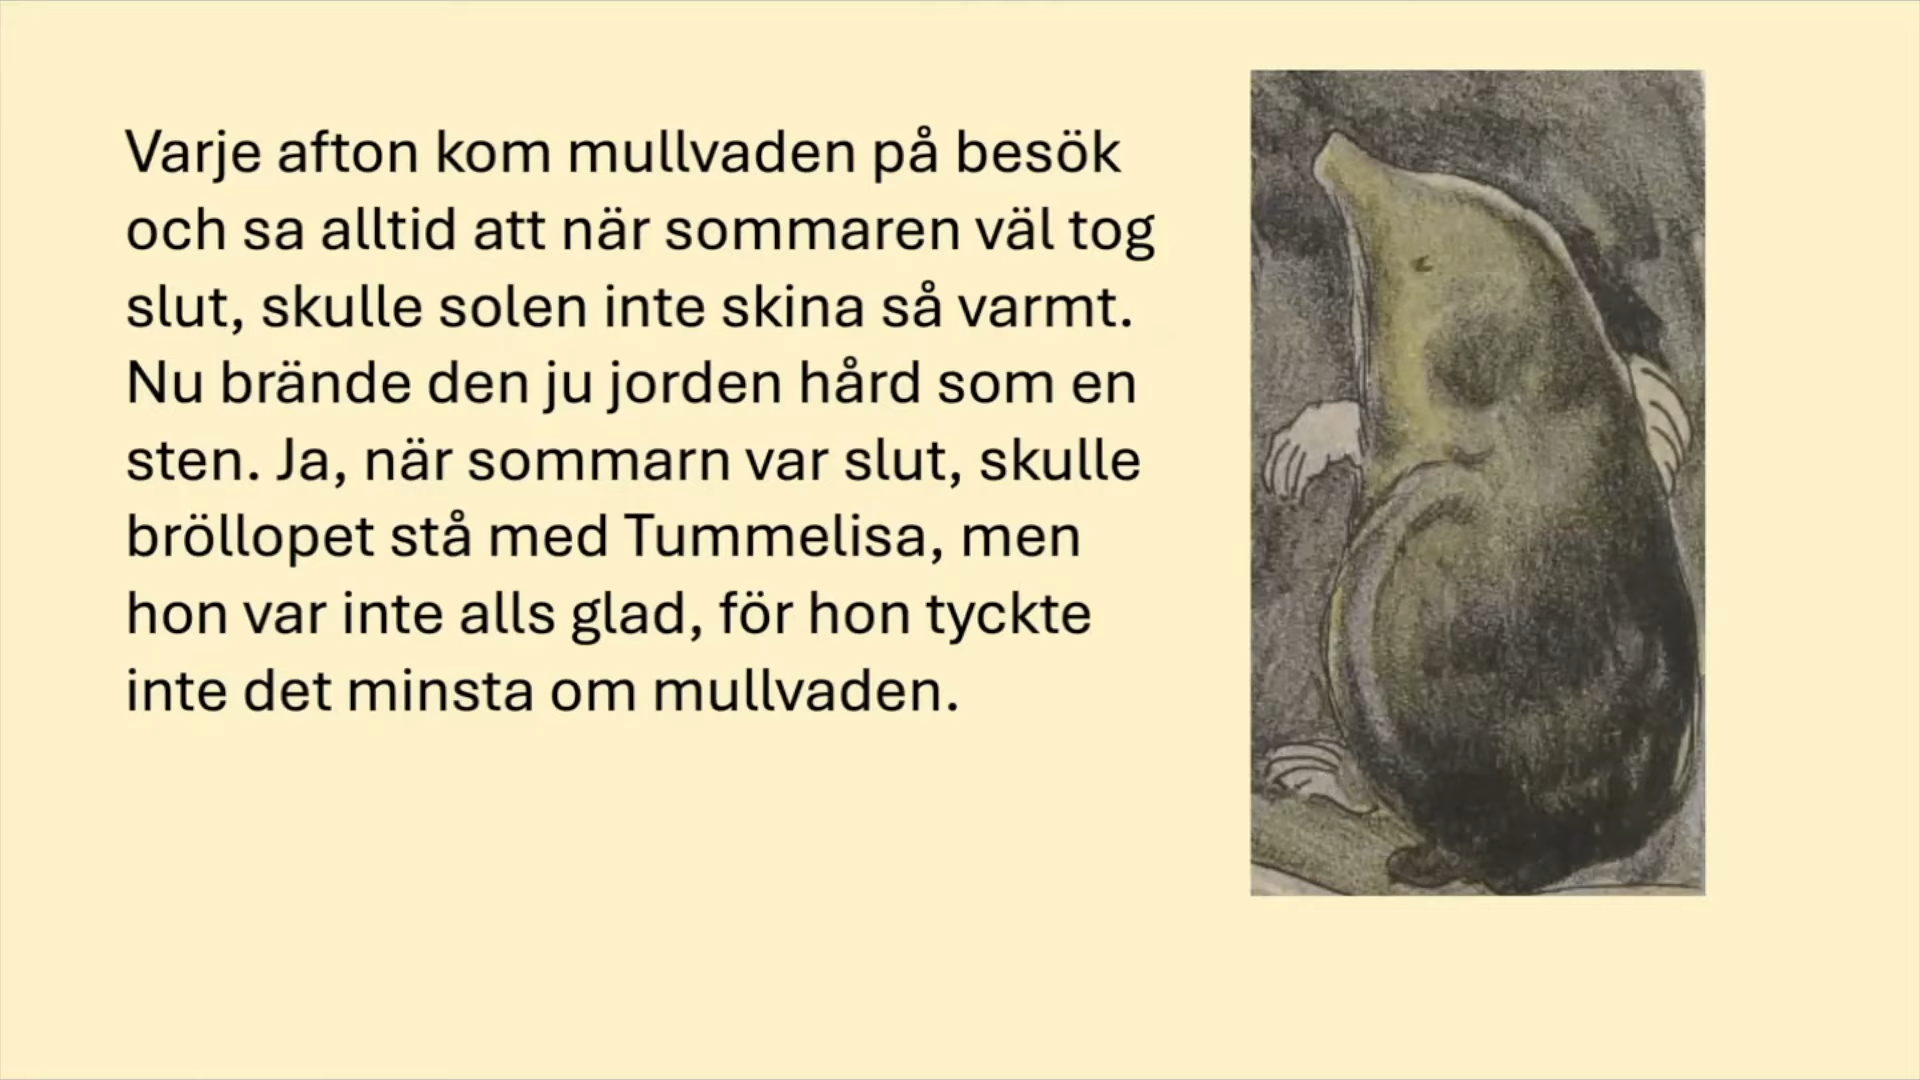 Varje afton kom mullvaden på besök
och sa alltid att när sommaren väl tog
slut, skulle solen inte skina så varmt.
Nu brände den ju jorden hård som en
sten. Ja, när sommarn var slut, skulle
bröllopet stå med Tummelisa, men
hon var inte alls glad, för hon tyckte
inte det minsta om mullvaden.